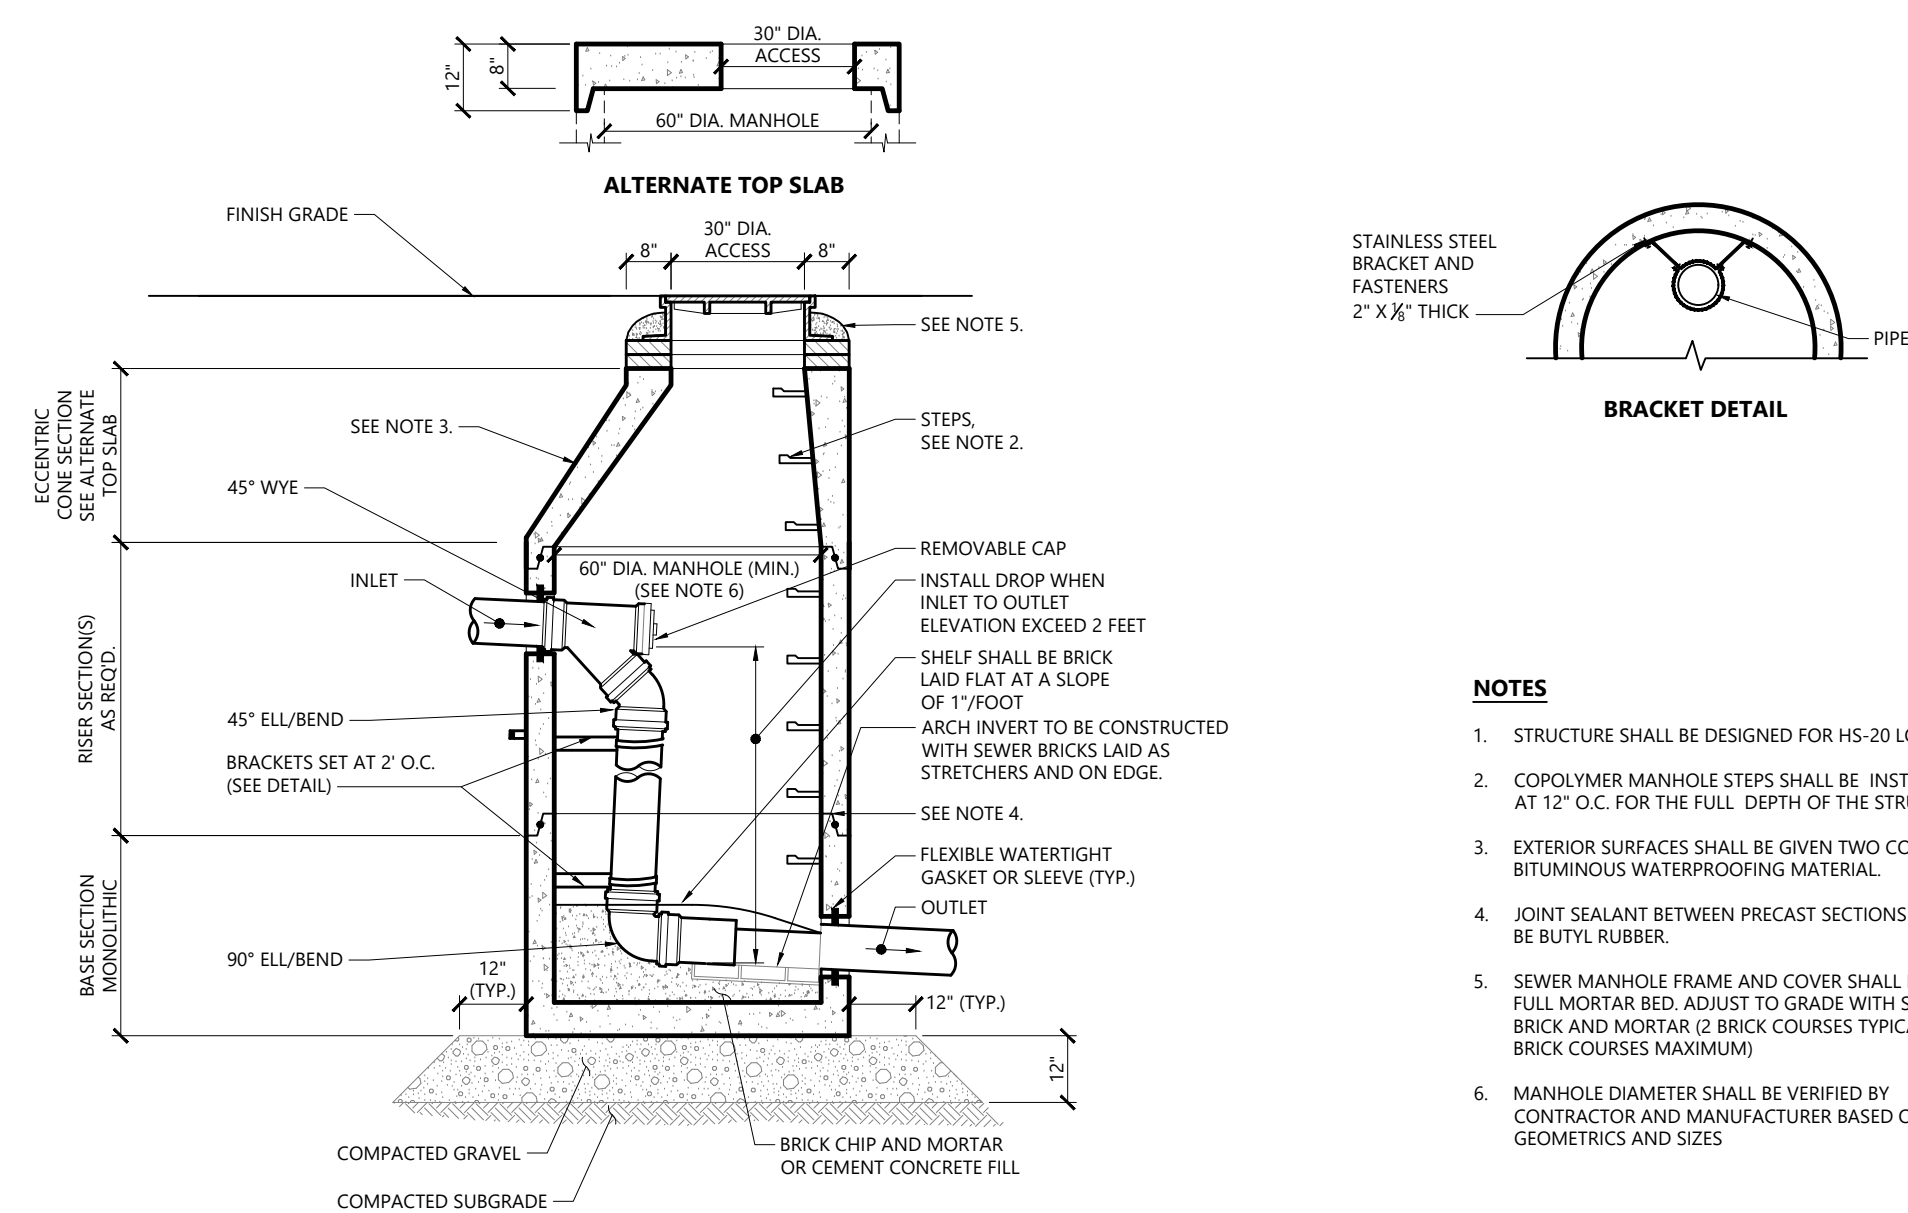 30" DIA.
ACCESS
12"
8"
60" DIA. MANHOLE
ALTERNATE TOP SLAB
FINISH GRADE
30" DIA.
ACCESS
8"
8"
SEE NOTE 5.
ECCENTRIC
CONE SECTION
SEE ALTERNATE
TOP SLAB
SEE NOTE 3.
STEPS,
SEE NOTE 2.
45° WYE
REMOVABLE CAP
60" DIA. MANHOLE (MIN.)
(SEE NOTE 6)
INLET
INSTALL DROP WHEN
INLET TO OUTLET
ELEVATION EXCEED 2 FEET
RISER SECTION(S)
AS REQ'D.
SHELF SHALL BE BRICK
LAID FLAT AT A SLOPE
OF 1"/FOOT
45° ELL/BEND
ARCH INVERT TO BE CONSTRUCTED
WITH SEWER BRICKS LAID AS
STRETCHERS AND ON EDGE.
BRACKETS SET AT 2' O.C.
(SEE DETAIL)
SEE NOTE 4.
FLEXIBLE WATERTIGHT
GASKET OR SLEEVE (TYP.)
OUTLET
BASE SECTION
MONOLITHIC
90° ELL/BEND
12"
(TYP.)
12" (TYP.)
12"
COMPACTED GRAVEL
BRICK CHIP AND MORTAR
OR CEMENT CONCRETE FILL
COMPACTED SUBGRADE
STAINLESS STEEL
BRACKET AND
FASTENERS
2" X ⅛" THICK
PIPE
BRACKET DETAIL
NOTES
1. STRUCTURE SHALL BE DESIGNED FOR HS-20 LO
2. COPOLYMER MANHOLE STEPS SHALL BE INST
AT 12" O.C. FOR THE FULL DEPTH OF THE STRU
3. EXTERIOR SURFACES SHALL BE GIVEN TWO CO
BITUMINOUS WATERPROOFING MATERIAL.
4. JOINT SEALANT BETWEEN PRECAST SECTIONS
BE BUTYL RUBBER.
5. SEWER MANHOLE FRAME AND COVER SHALL
FULL MORTAR BED. ADJUST TO GRADE WITH S
BRICK AND MORTAR (2 BRICK COURSES TYPICA
BRICK COURSES MAXIMUM)
6. MANHOLE DIAMETER SHALL BE VERIFIED BY
CONTRACTOR AND MANUFACTURER BASED O
GEOMETRICS AND SIZES